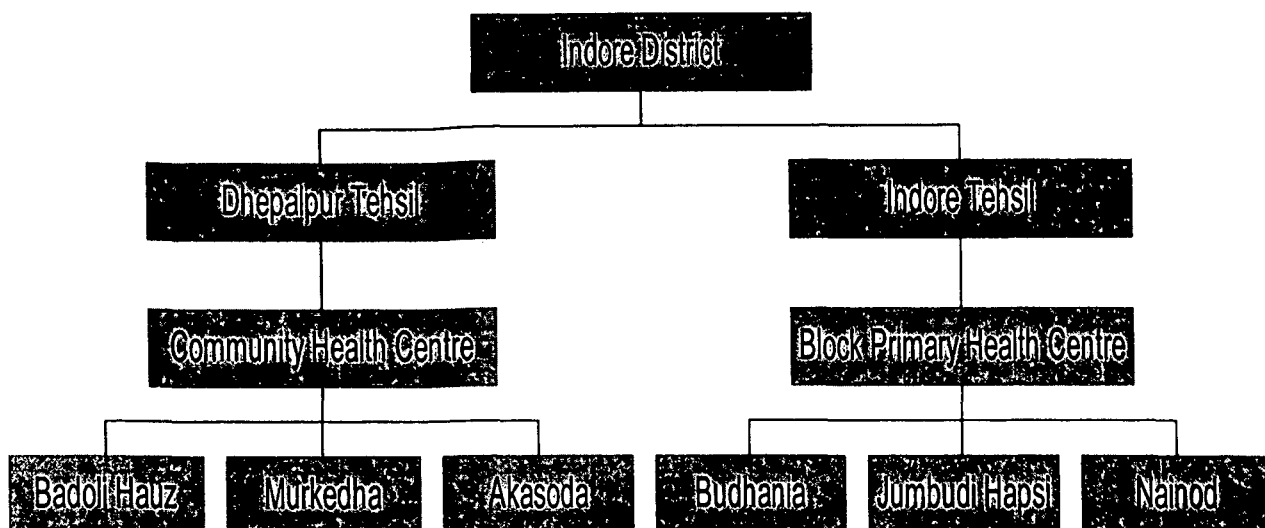 Indore District
Dhepalpur Tehsil
Indore Tehsil
Community Health Centre
Block Primary Health Centre
Badoli Hauz
Murkedha
Akasoda
Budhania
Jumbudi Hapsi
Nainod